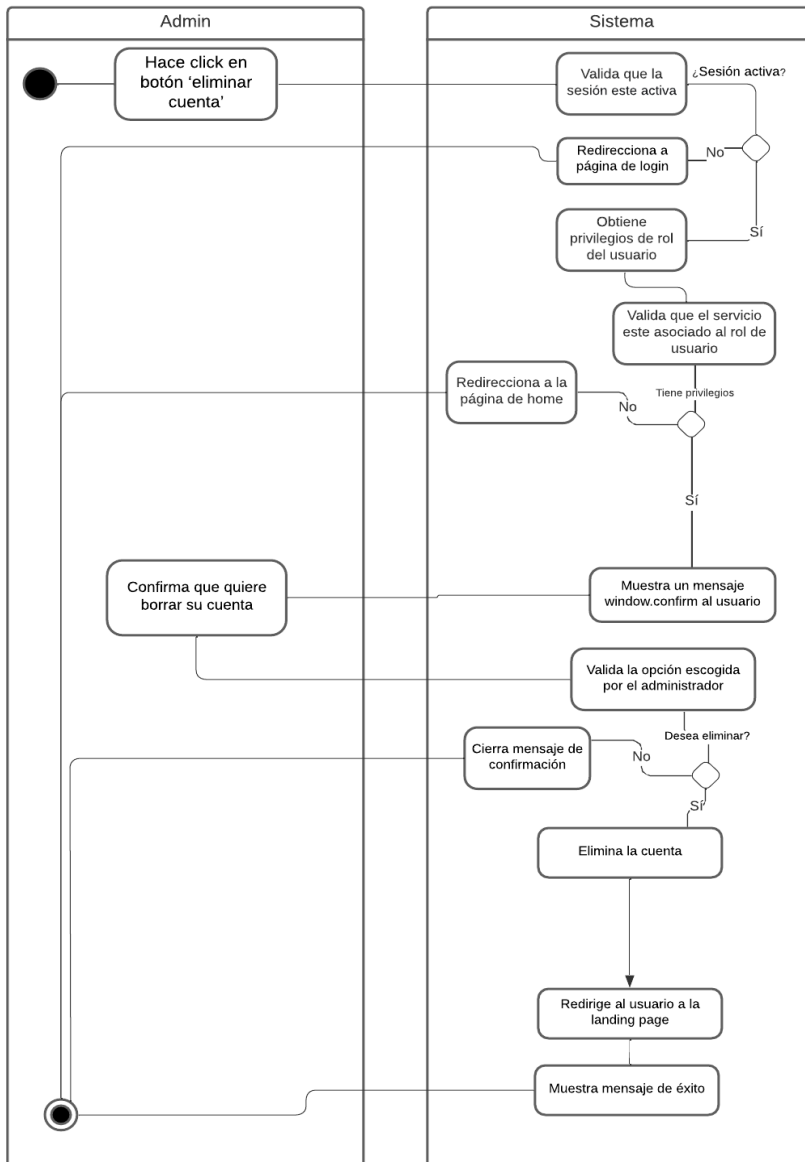 Admin
Sistema
Hace click en
botón ‘eliminar
cuenta’
Valida que la
sesión este activa
¿Sesión activa?
Redirecciona a
página de login
No
Sí
Obtiene
privilegios de rol
del usuario
Valida que el servicio
este asociado al rol de
usuario
Tiene privilegios
Redirecciona a la
página de home
No
Sí
Confirma que quiere
borrar su cuenta
Muestra un mensaje
window.confirm al usuario
Valida la opción escogida
por el administrador
Desea eliminar?
Cierra mensaje de
confirmación
No
Sí
Elimina la cuenta
Redirige al usuario a la
landing page
Muestra mensaje de éxito